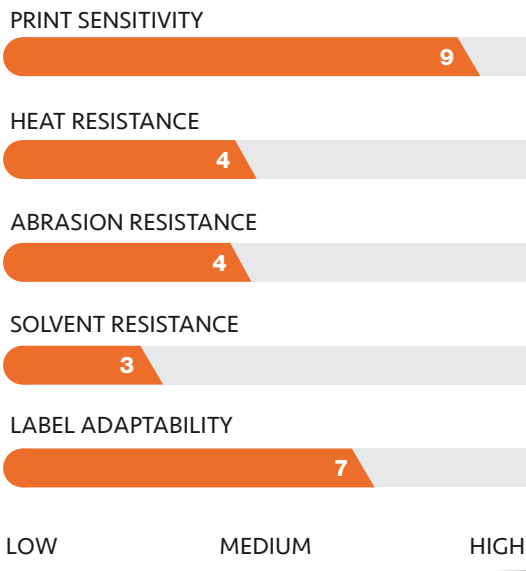 PRINT SENSITIVITY
9
HEAT RESISTANCE
4
ABRASION RESISTANCE
4
SOLVENT RESISTANCE
3
LABEL ADAPTABILITY
7
LOW MEDIUM HIGH